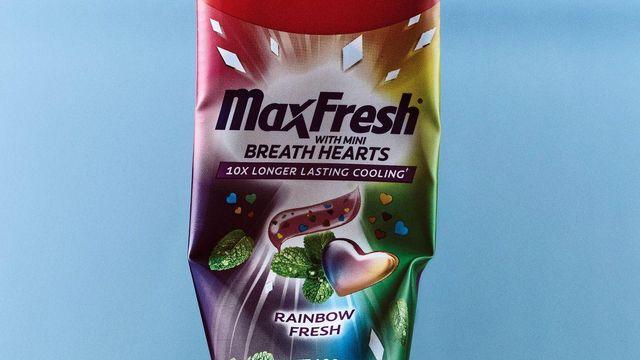 MaxFresh®
WITH MINI
BREATH HEARTS
10X LONGER LASTING COOLING†
RAINBOW
FRESH